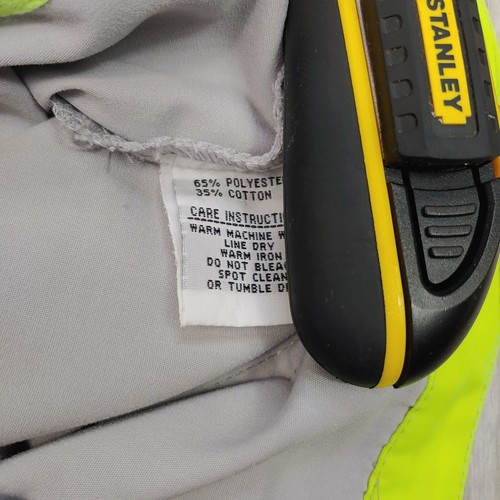 STANLEY
65% POLYESTE
35% COTTON
CARE INSTRUCTI
WARM MACHINE W
LINE DRY
WARM IRON
DO NOT BLEAC
SPOT CLEAN
OR TUMBLE D